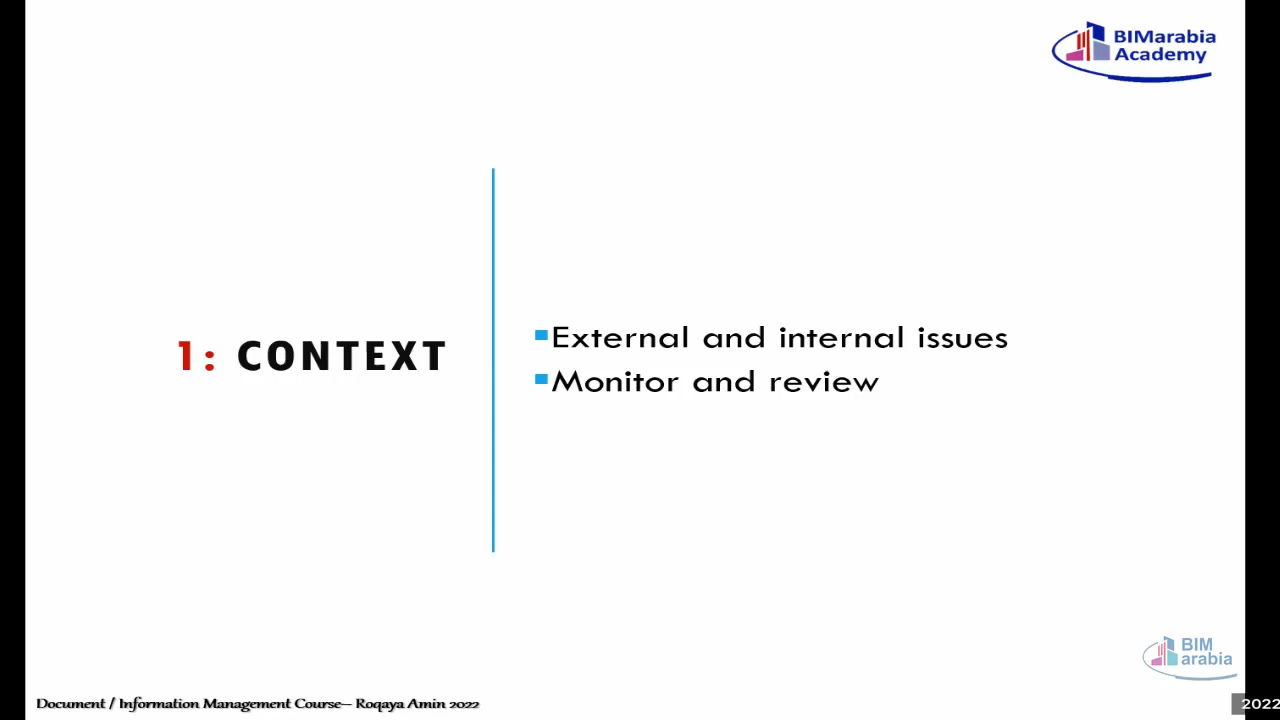 BIMarabia
Academy
1: CONTEXT
External and internal issues
Monitor and review
BIM
arabia
Document / Information Management Course– Roqaya Amin 2022
2022